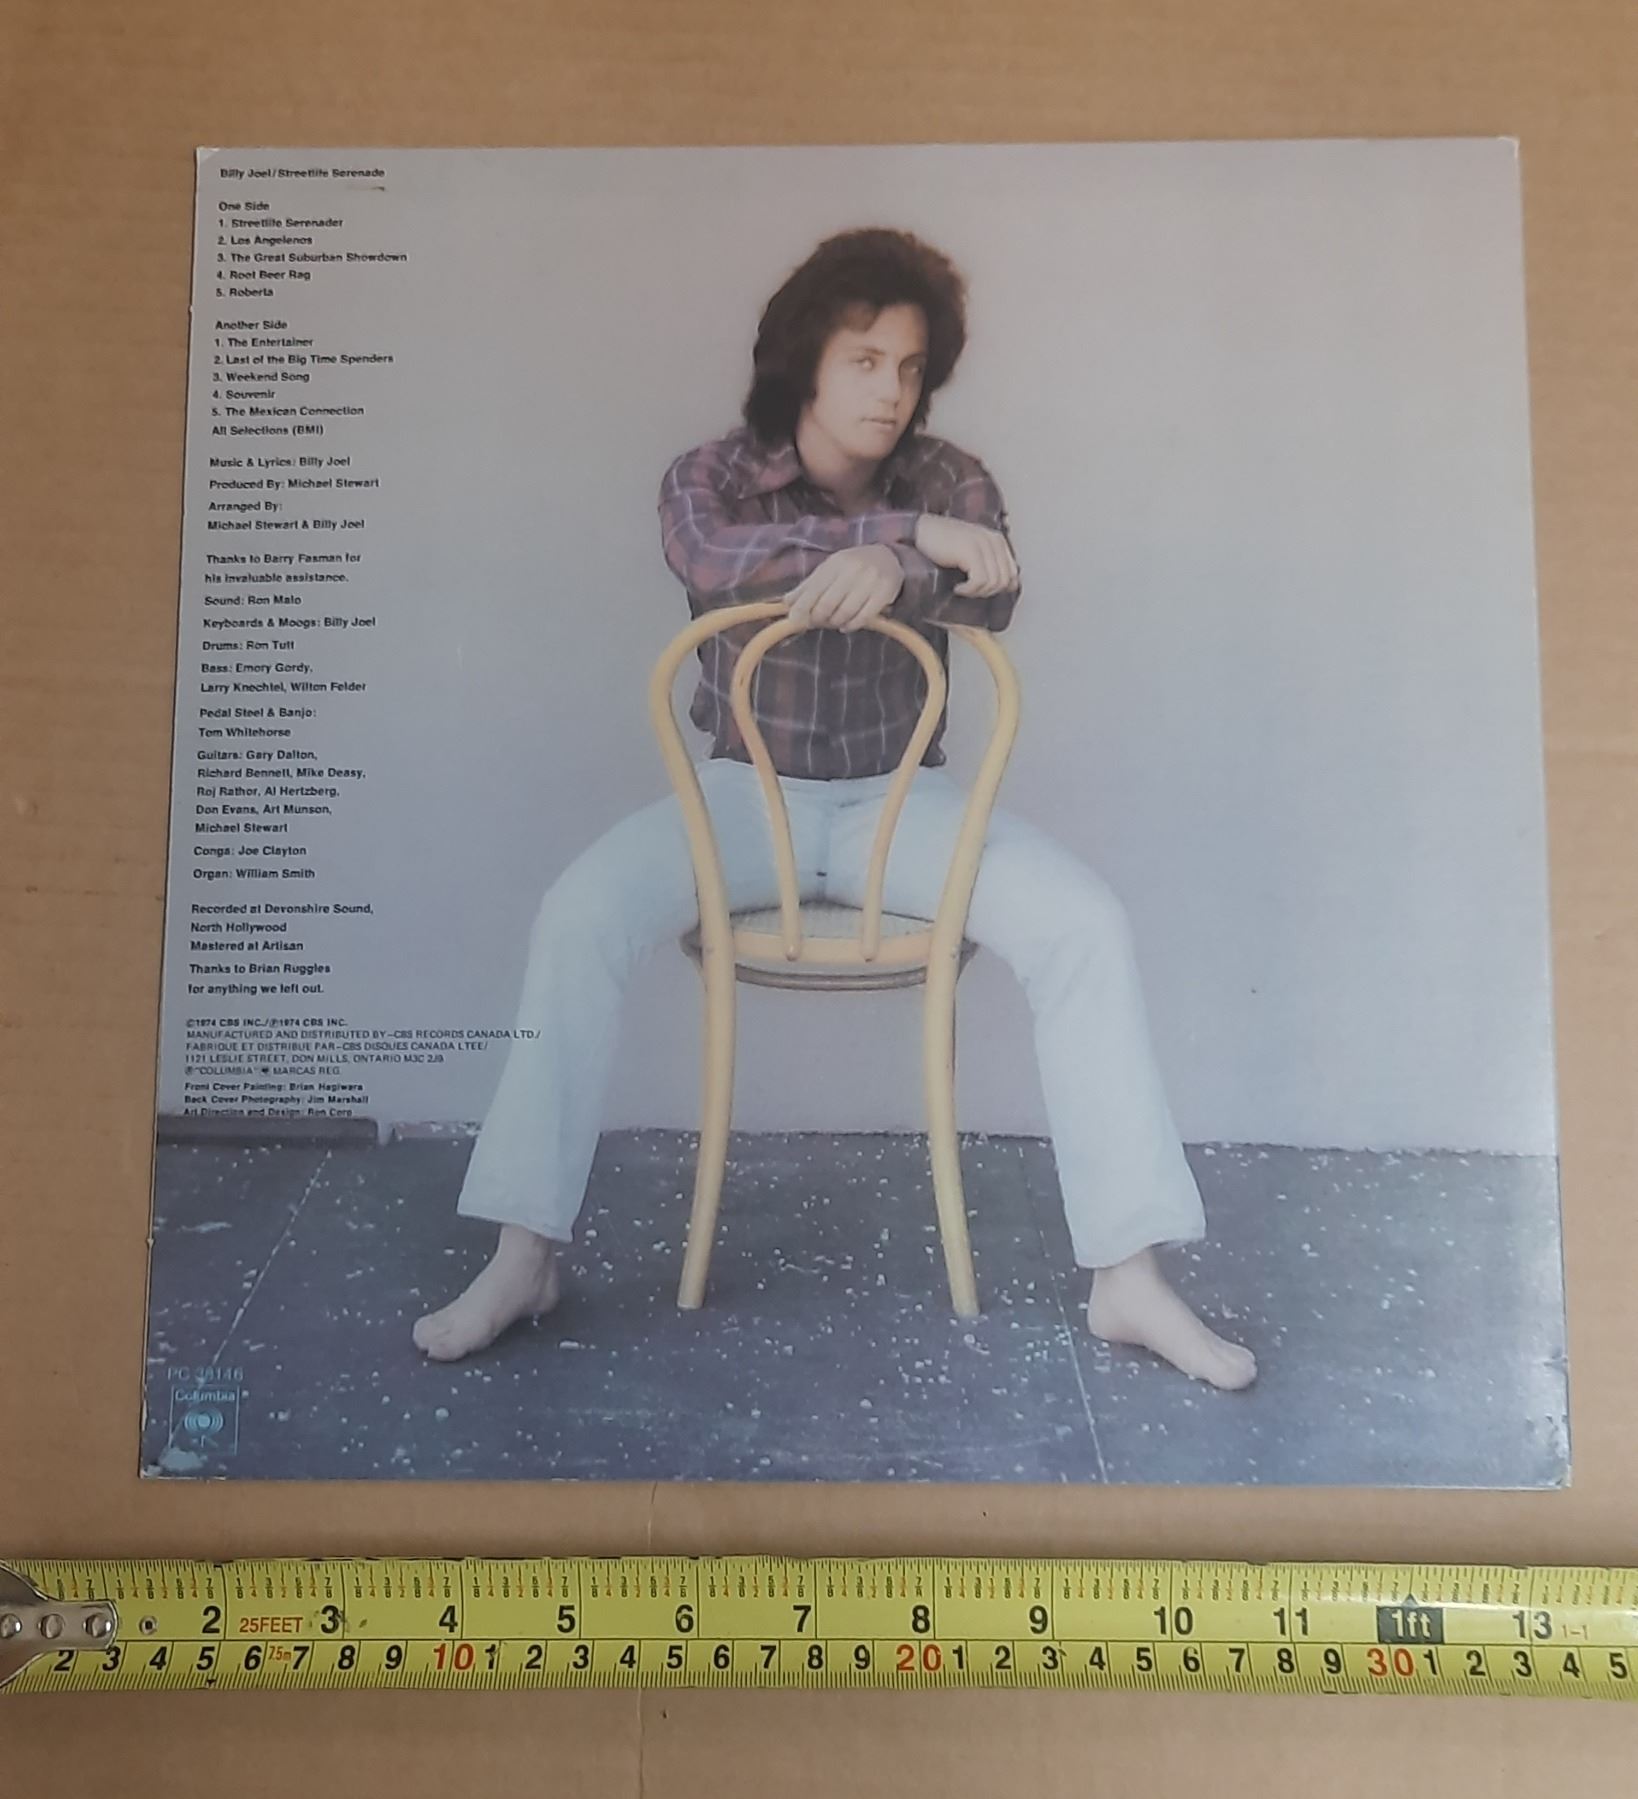 Billy Joel/Streetlife Serenade
One Side
1. Streetlife Serenader
2. Los Angelenos
3. The Great Suburban Showdown
4. Root Beer Rag
5. Roberta
Another Side
1. The Entertainer
2. Last of the Big Time Spenders
3. Weekend Song
4. Souvenir
5. The Mexican Connection
All Selections (BMI)
Music & Lyrics: Billy Joel
Produced By: Michael Stewart
Arranged By:
Michael Stewart & Billy Joel
Thanks to Barry Fasman for
his invaluable assistance.
Sound: Ron Malo
Keyboards & Moogs: Billy Joel
Drums: Ron Tutt
Bass: Emory Gordy,
Larry Knechtel, Wilton Felder
Pedal Steel & Banjo:
Tom Whitehorse
Guitars: Gary Dalton,
Richard Bennett, Mike Deasy,
Roj Rathor, Al Hertzberg,
Don Evans, Art Munson,
Michael Stewart
Conga: Joe Clayton
Organ: William Smith
Recorded at Devonshire Sound,
North Hollywood
Mastered at Artisan
Thanks to Brian Ruggles
for anything we left out.
©1974 CBS INC./℗1974 CBS INC.
MANUFACTURED AND DISTRIBUTED BY—CBS RECORDS CANADA LTD./
FABRIQUE ET DISTRIBUE PAR—CBS DISQUES CANADA LTEE/
1121 LESLIE STREET, DON MILLS, ONTARIO M3C 2J9
®"COLUMBIA" MARCAS REG.
Front Cover Painting: Brian Hagiwara
Back Cover Photography: Jim Marshall
Art Direction and Design: Ron Coro
PC 33146
Columbia
2 25FEET 3 4 5 6 7 8 9 10 11 1ft 13 1-1
2 3 4 5 6 7.5m 7 8 9 10 1 2 3 4 5 6 7 8 9 20 1 2 3 4 5 6 7 8 9 30 1 2 3 4 5